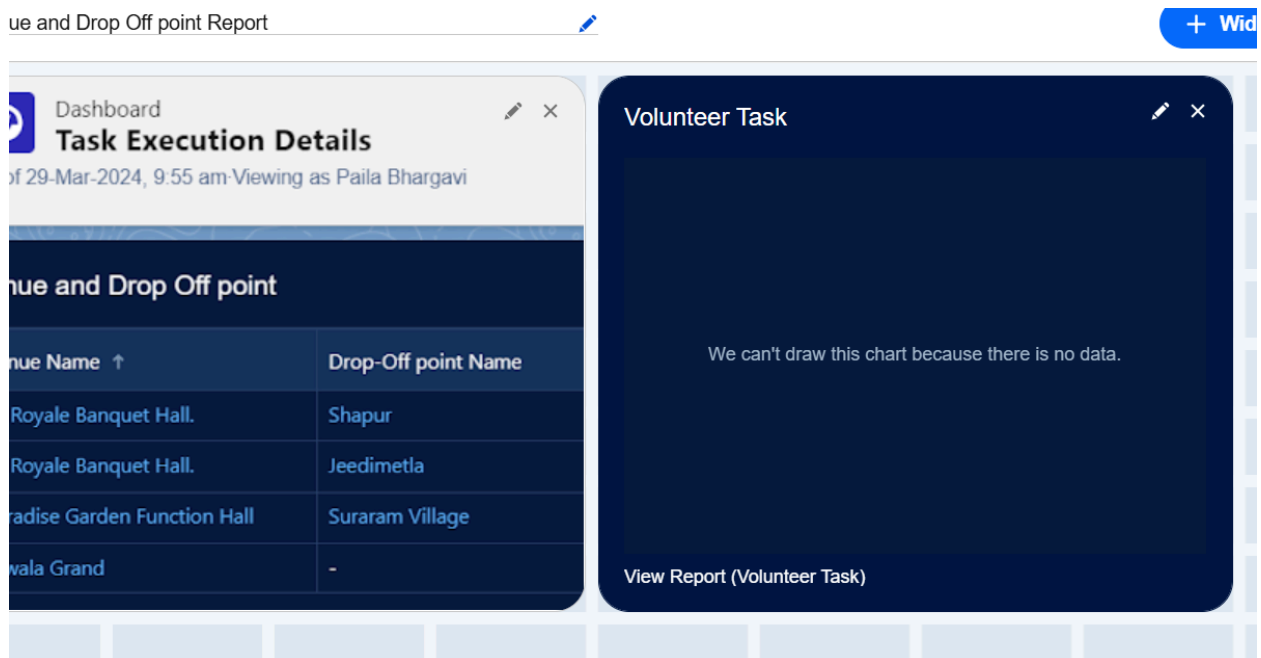 ue and Drop Off point Report
+ Wid
Dashboard
Task Execution Details
of 29-Mar-2024, 9:55 am·Viewing as Paila Bhargavi
nue and Drop Off point
nue Name ↑ Drop-Off point Name
Royale Banquet Hall. Shapur
Royale Banquet Hall. Jeedimetla
radise Garden Function Hall Suraram Village
wala Grand -
Volunteer Task
We can't draw this chart because there is no data.
View Report (Volunteer Task)